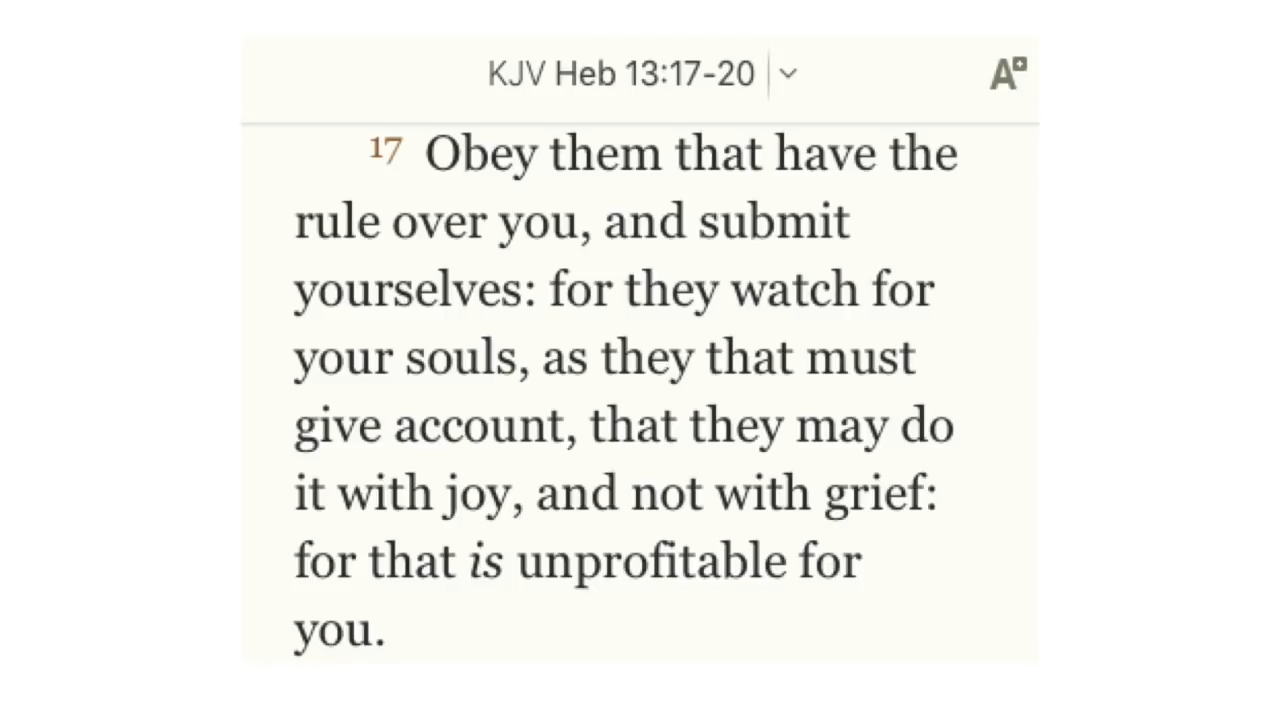 KJV Heb 13:17-20
A
17 Obey them that have the
rule over you, and submit
yourselves: for they watch for
your souls, as they that must
give account, that they may do
it with joy, and not with grief:
for that is unprofitable for
you.